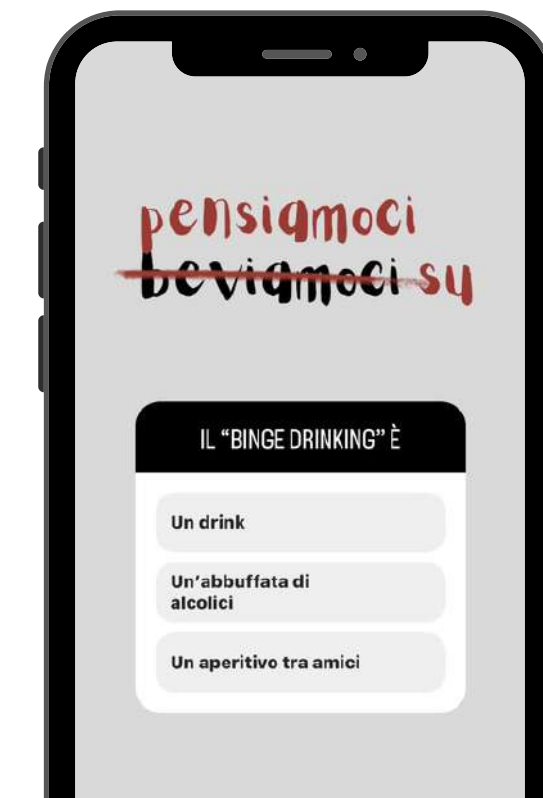 pensiamoci
beviamoci su
IL “BINGE DRINKING” È
Un drink
Un’abbuffata di
alcolici
Un aperitivo tra amici